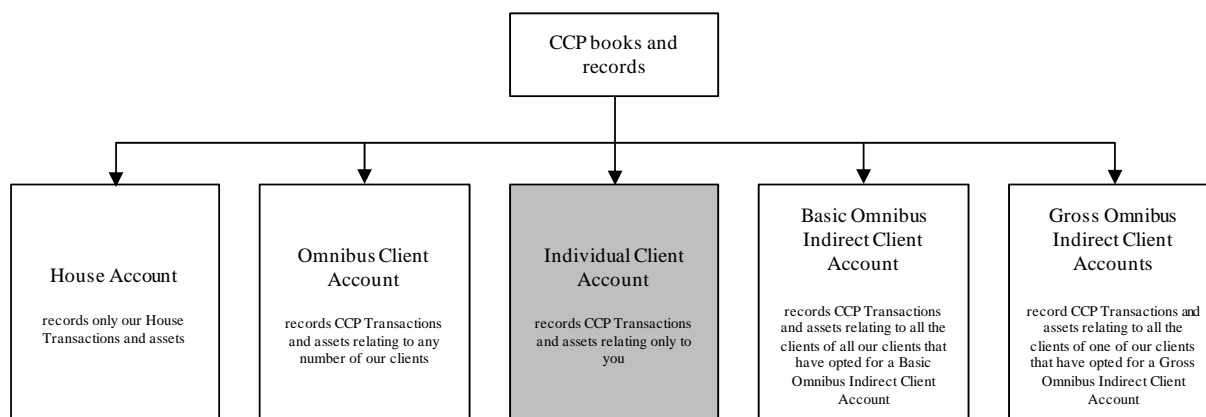 CCP books and
records
House Account
records only our House
Transactions and assets
Omnibus Client
Account
records CCP Transactions
and assets relating to any
number of our clients
Individual Client
Account
records CCP Transactions
and assets relating only to
you
Basic Omnibus
Indirect Client
Account
records CCP Transactions
and assets relating to all the
clients of all our clients that
have opted for a Basic
Omnibus Indirect Client
Account
Gross Omnibus
Indirect Client
Accounts
record CCP Transactions and
assets relating to all the
clients of one of our clients
that have opted for a Gross
Omnibus Indirect Client
Account